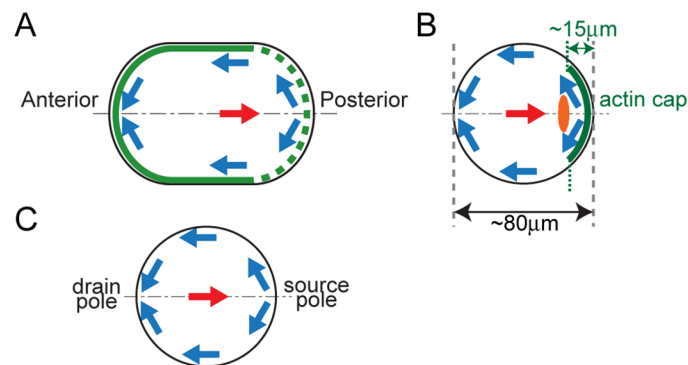 A
Anterior
Posterior
B
~15μm
actin cap
~80μm
C
drain
pole
source
pole